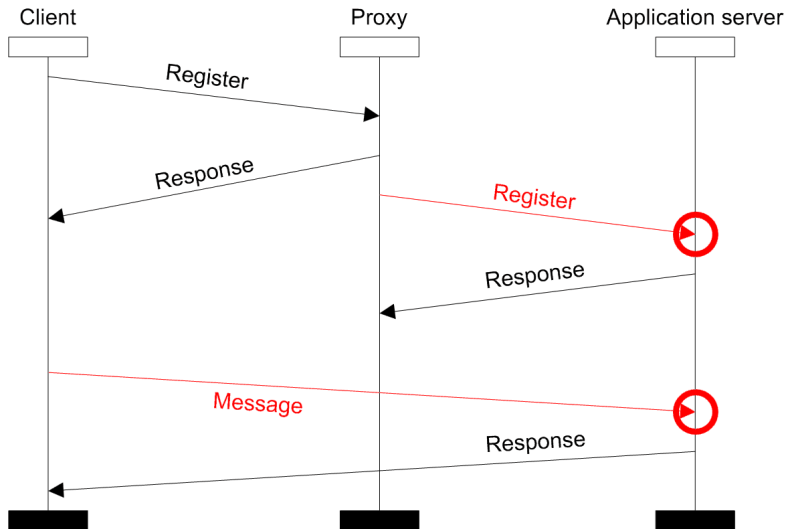 Client
Proxy
Application server
Register
Response
Register
Response
Message
Response